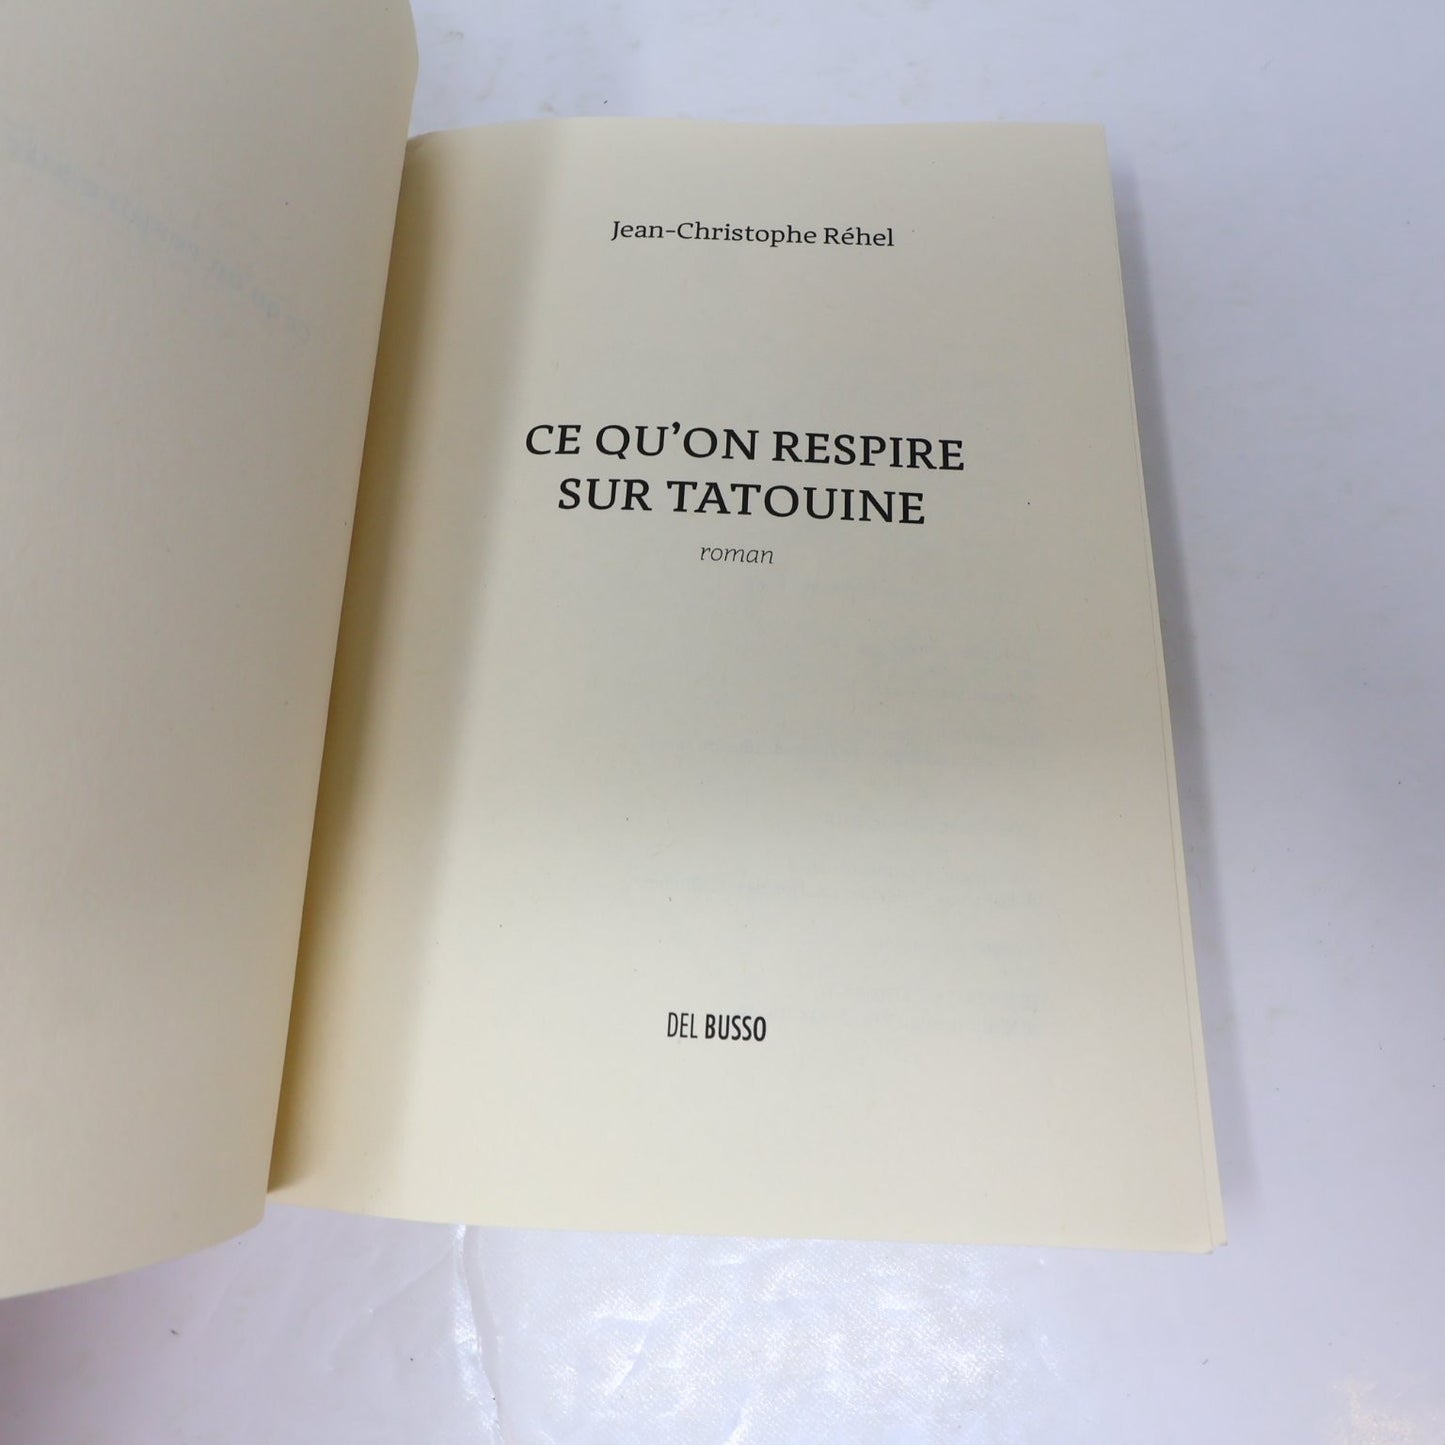 Jean-Christophe Réhel
CE QU’ON RESPIRE
SUR TATOUINE
roman
DEL BUSSO